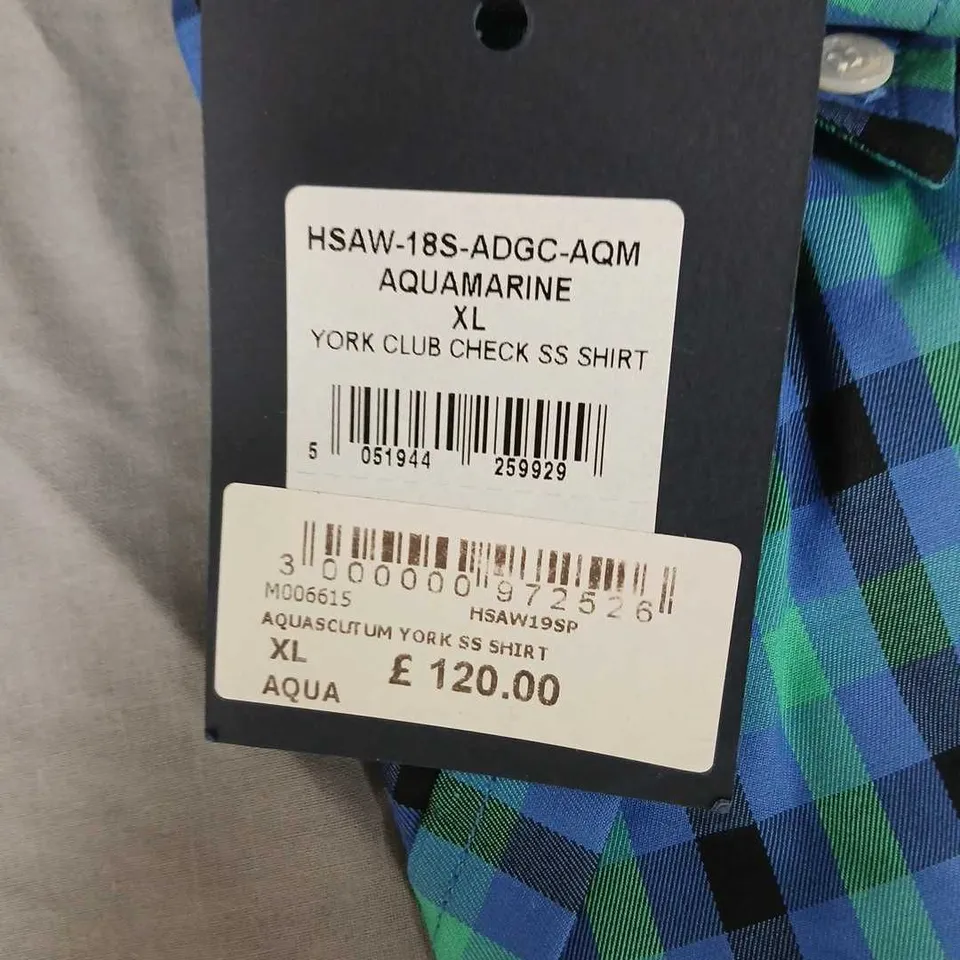 HSAW-18S-ADGC-AQM
AQUAMARINE
XL
YORK CLUB CHECK SS SHIRT
5 051944 259929
3 000000 972526
M006615 HSAW19SP
AQUASCUTUM YORK SS SHIRT
XL £ 120.00
AQUA